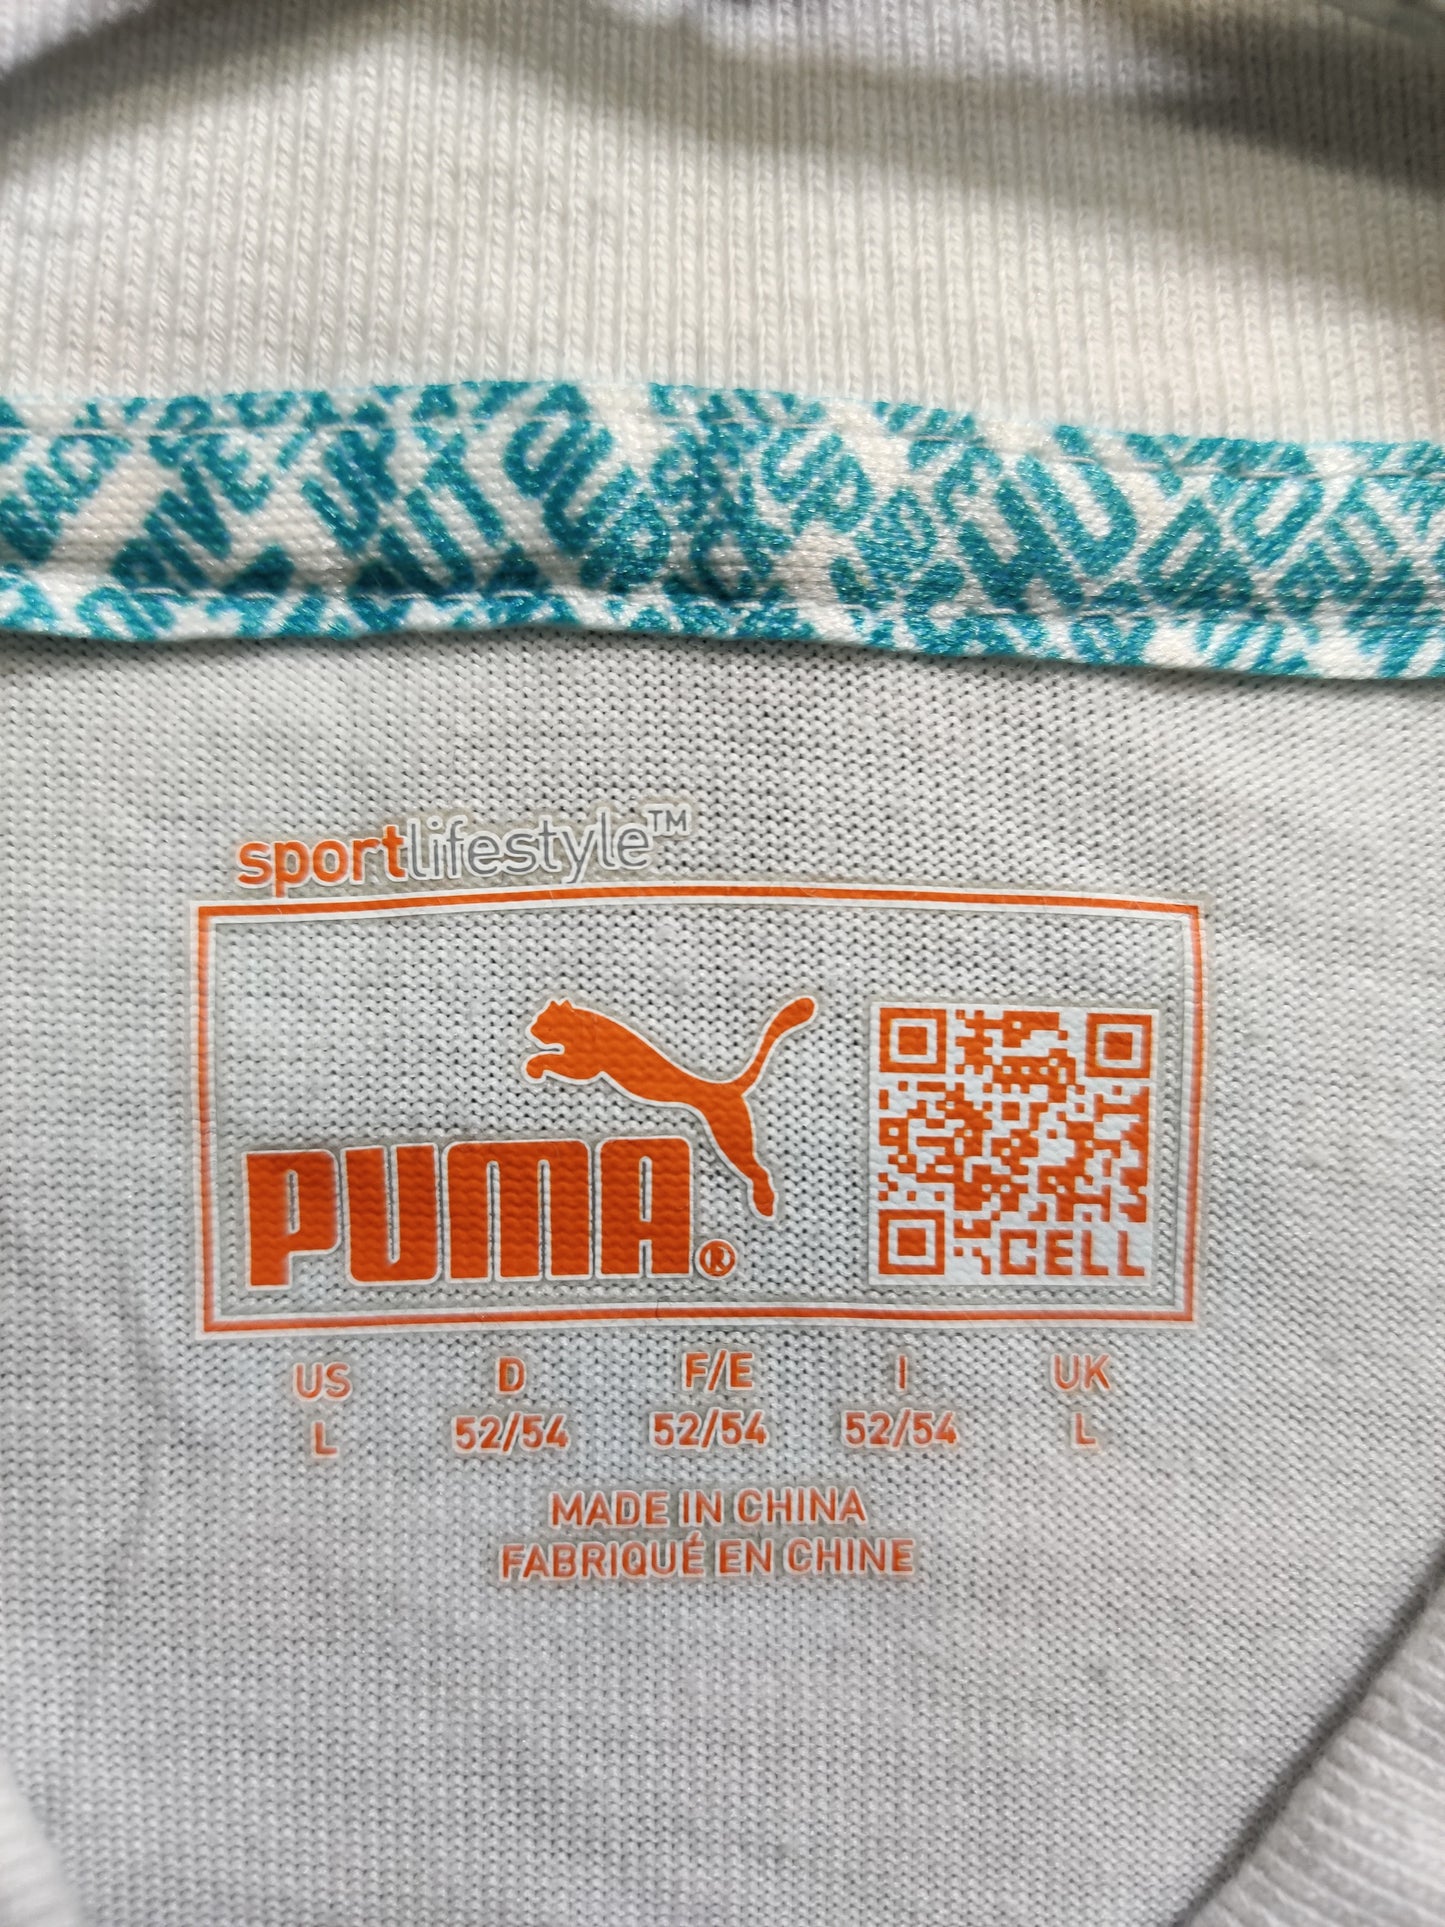 sportlifestyle™
PUMA®
CELL
US D F/E I UK
L 52/54 52/54 52/54 L
MADE IN CHINA
FABRIQUÉ EN CHINE